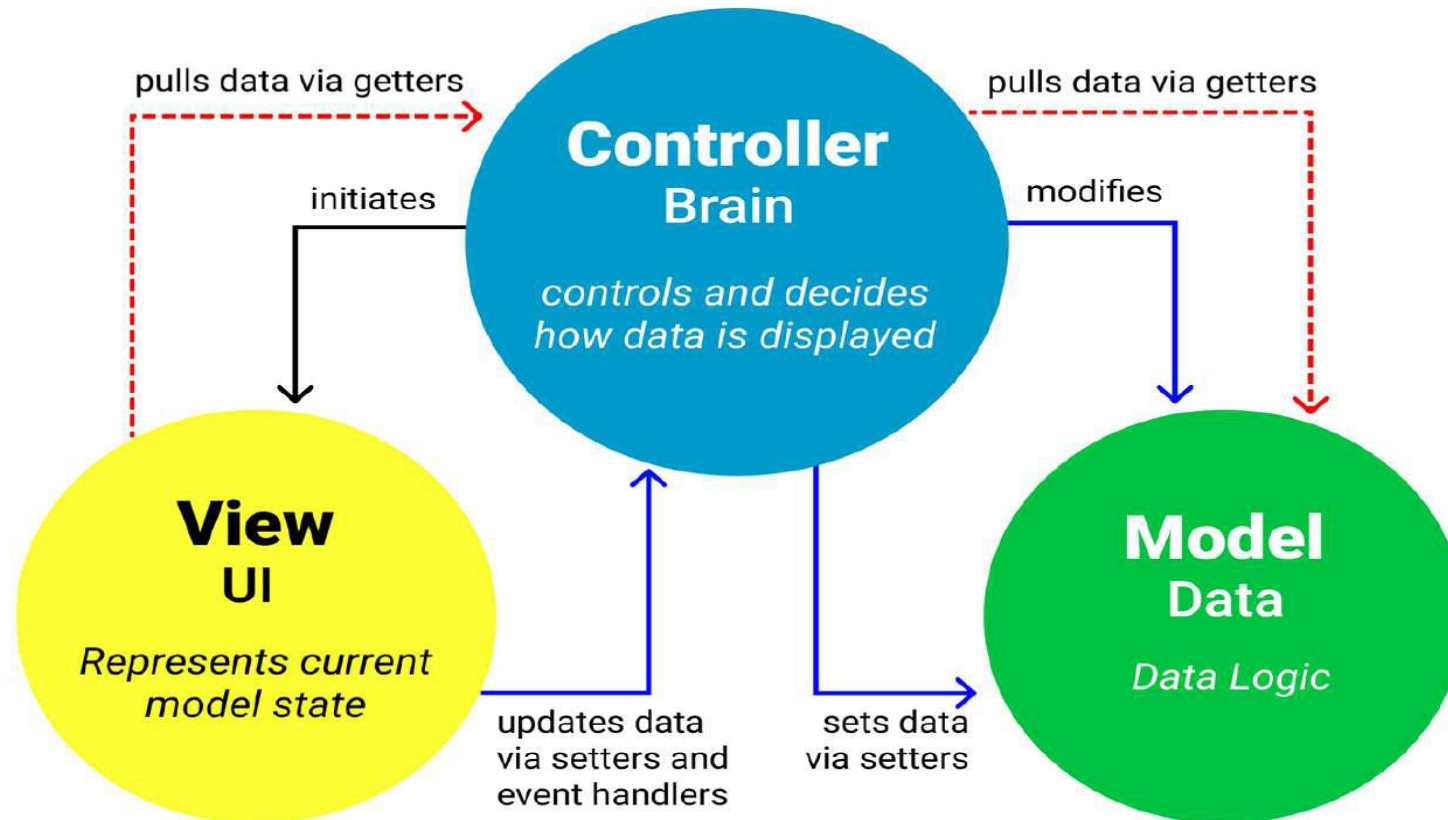 pulls data via getters
pulls data via getters
Controller
Brain
controls and decides
how data is displayed
initiates
modifies
View
UI
Represents current
model state
Model
Data
Data Logic
updates data
via setters and
event handlers
sets data
via setters